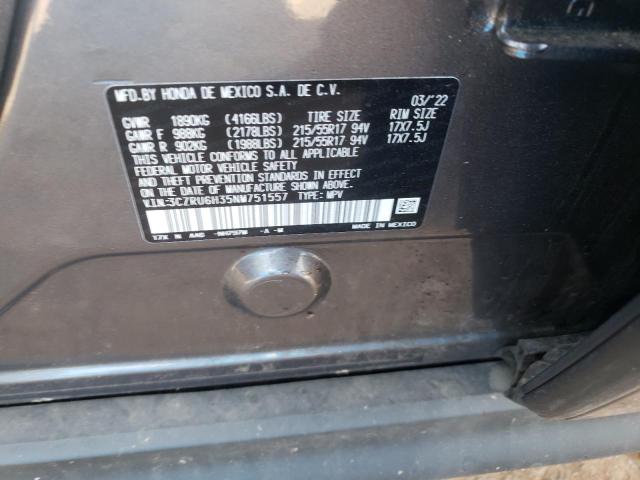 MFD.BY HONDA DE MEXICO S.A. DE C.V. 03/'22
GVWR 1890KG (4166LBS) TIRE SIZE RIM SIZE
GAWR F 988KG (2178LBS) 215/55R17 94V 17X7.5J
GAWR R 902KG (1988LBS) 215/55R17 94V 17X7.5J
THIS VEHICLE CONFORMS TO ALL APPLICABLE
FEDERAL MOTOR VEHICLE SAFETY
AND THEFT PREVENTION STANDARDS IN EFFECT
ON THE DATE OF MANUFACTURE SHOWN ABOVE.
V.I.N.:3CZRU6H35NM751557 TYPE: MPV
-NH797M -A -M MADE IN MEXICO